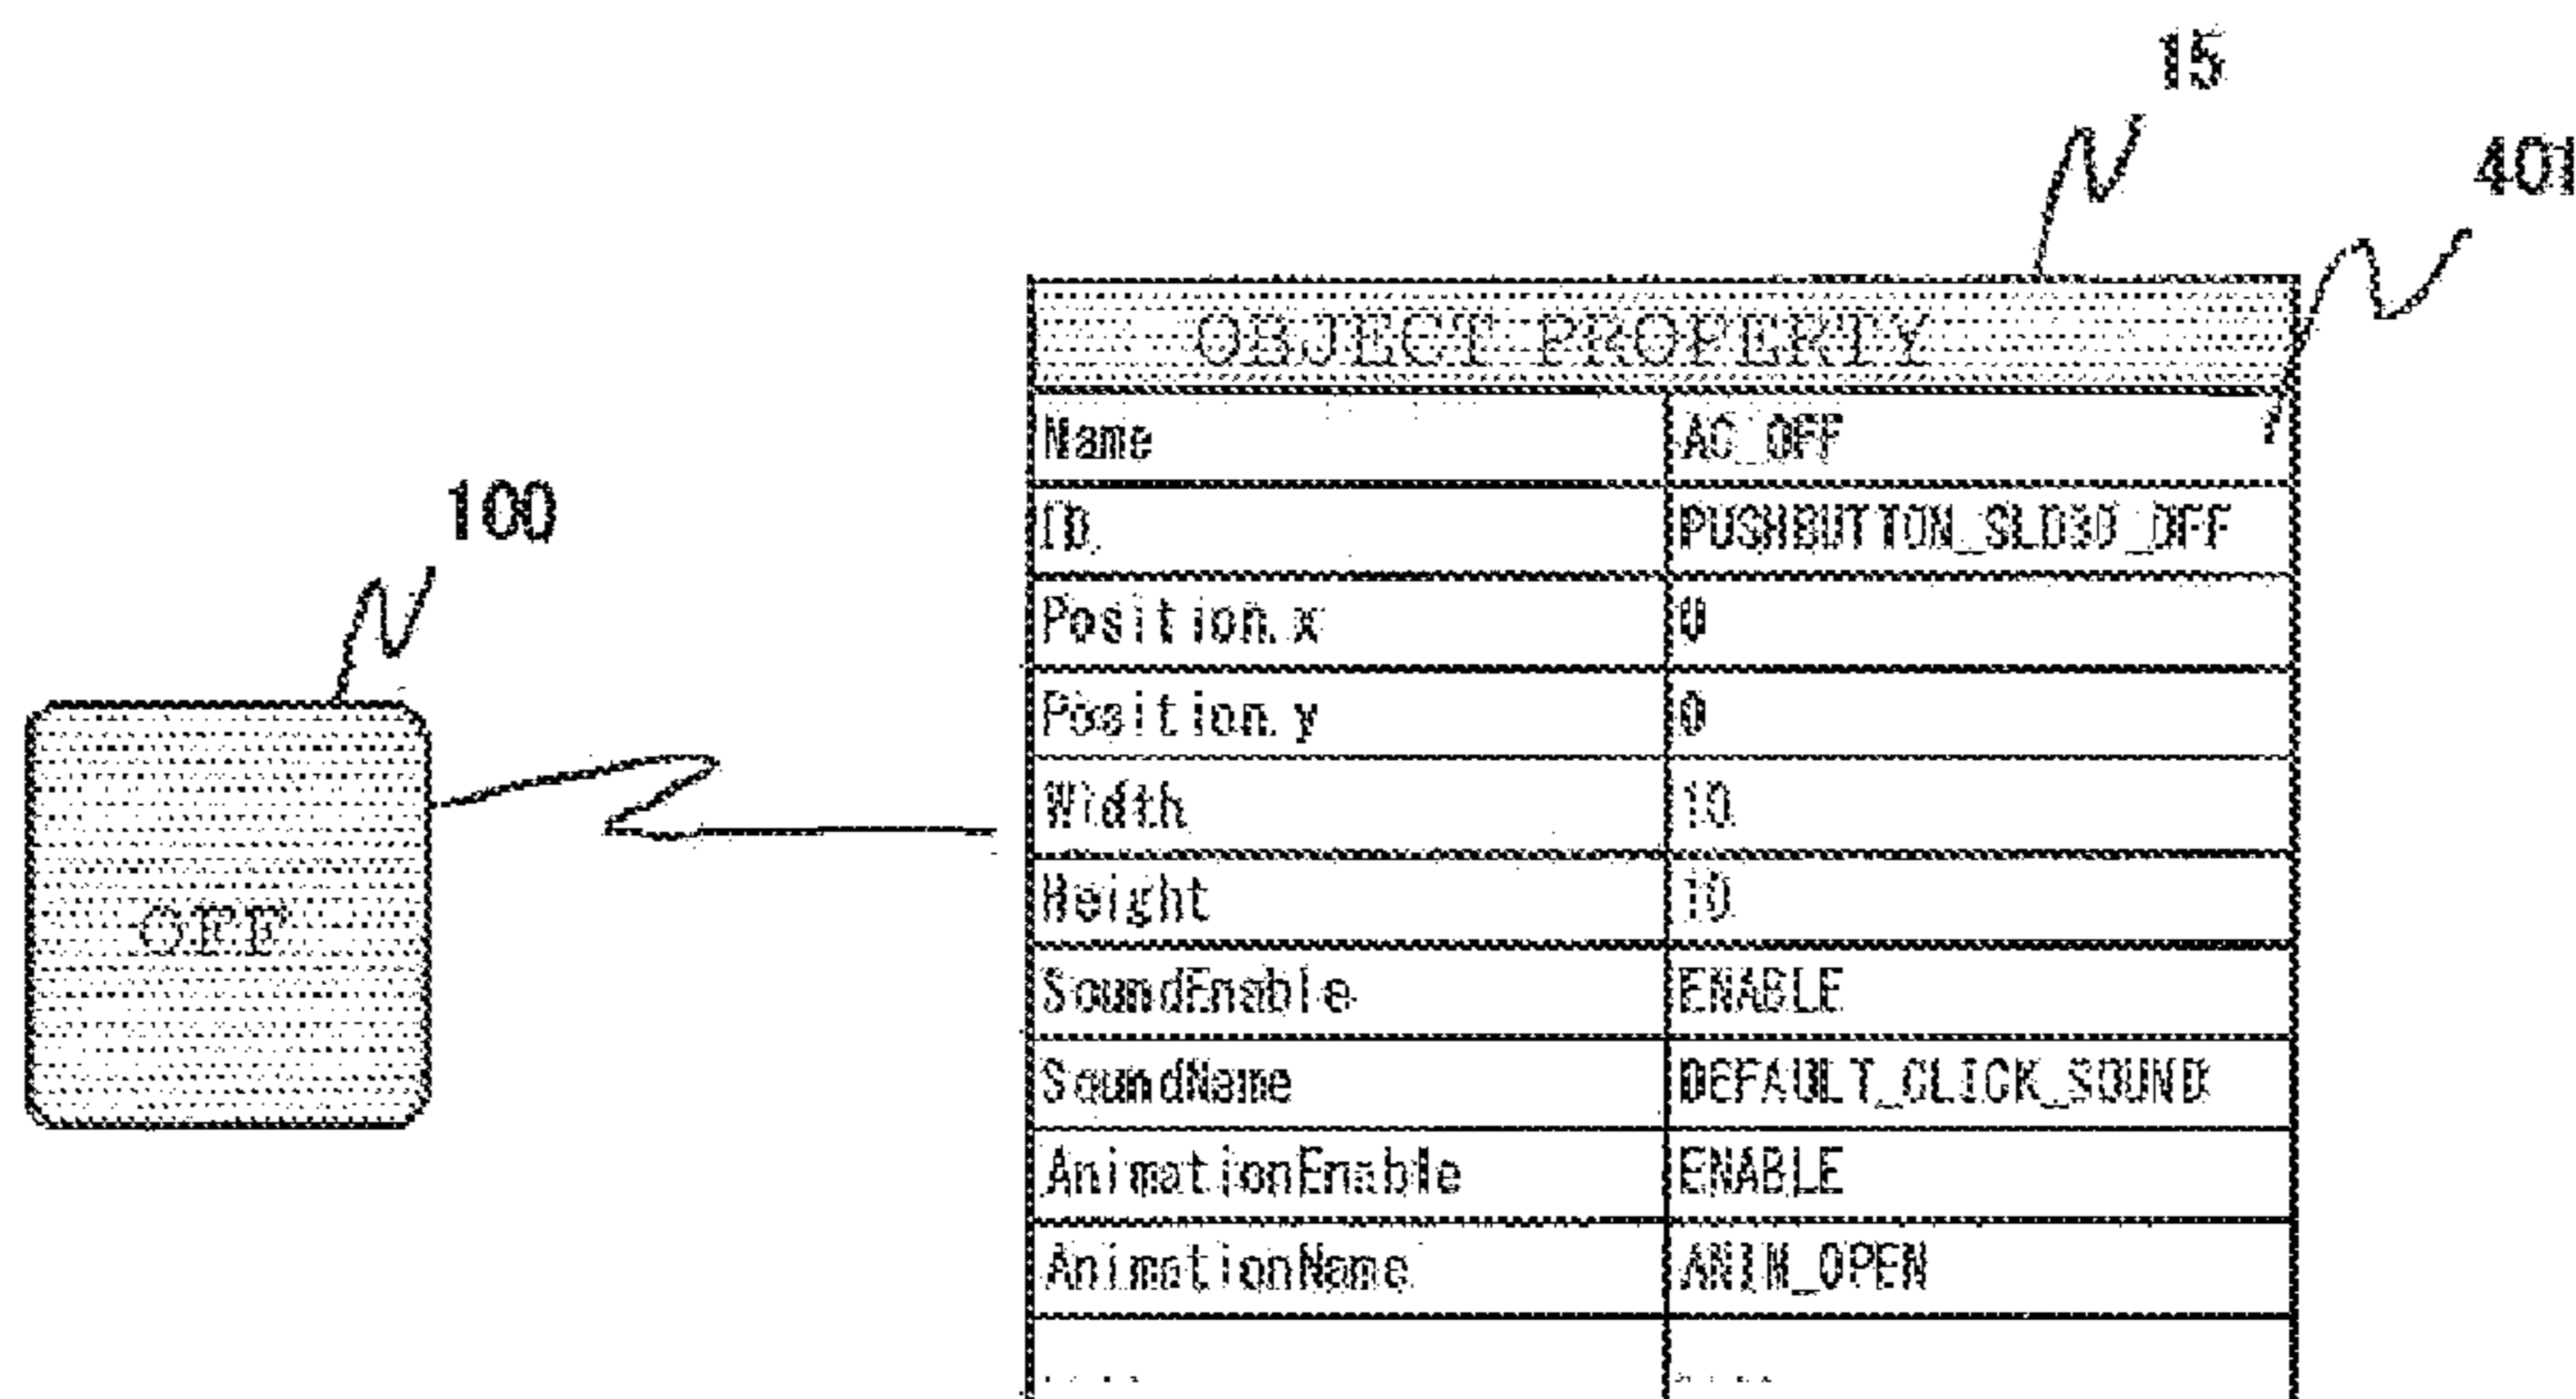 15
401
OBJECT PROPERTY
Name AC_OFF
ID PUSHBUTTON_SLD30_OFF
100
Position.x 0
Position.y 0
Width 10
Height 10
OFF
SoundEnable ENABLE
SoundName DEFAULT_CLICK_SOUND
AnimationEnable ENABLE
AnimationName ANIM_OPEN
.... ....